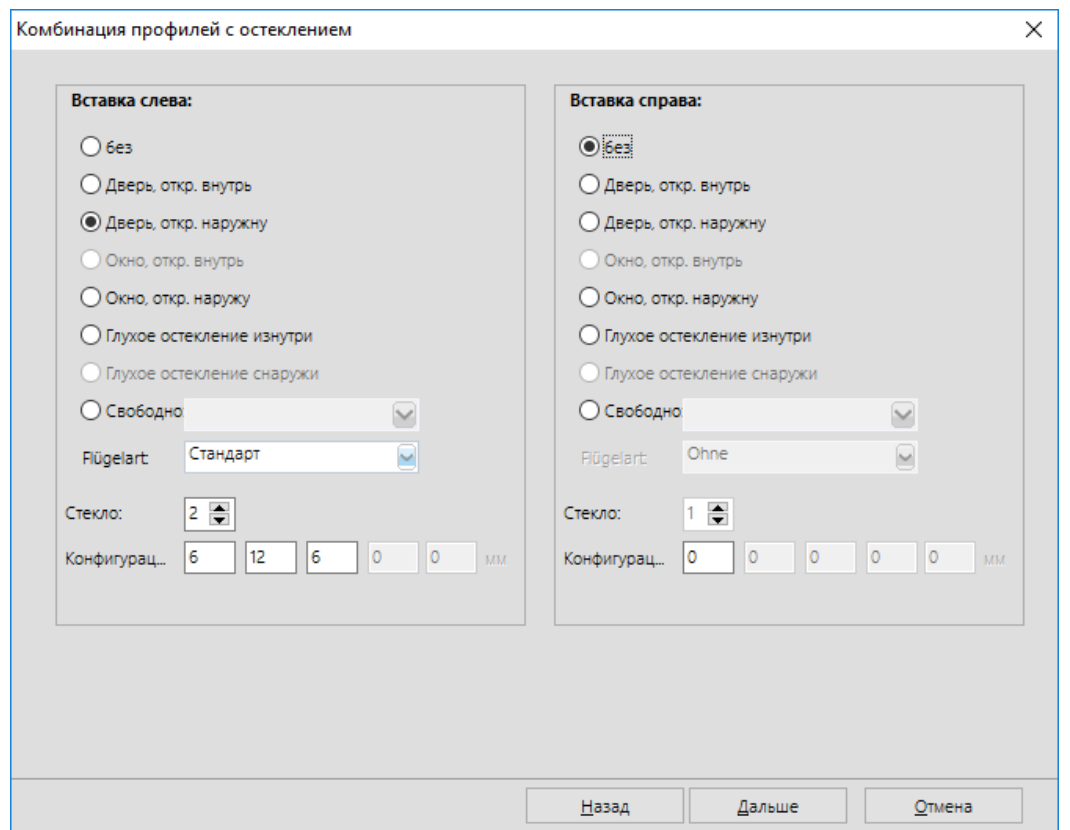 Комбинация профилей с остеклением
Вставка слева:
без
Дверь, откр. внутрь
Дверь, откр. наружну
Окно, откр. внутрь
Окно, откр. наружу
Глухое остекление изнутри
Глухое остекление снаружи
Свободно:
Flügelart: Стандарт
Стекло: 2
Конфигурац... 6 12 6 0 0 мм
Вставка справа:
без
Дверь, откр. внутрь
Дверь, откр. наружну
Окно, откр. внутрь
Окно, откр. наружну
Глухое остекление изнутри
Глухое остекление снаружи
Свободно:
Flügelart: Ohne
Стекло: 1
Конфигурац... 0 0 0 0 0 мм
Назад Дальше Отмена